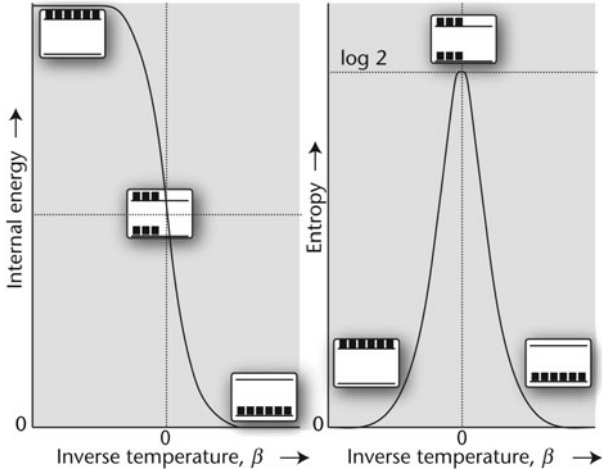 Internal energy →
0
0
Inverse temperature, β →
log 2
Entropy →
0
0
Inverse temperature, β →